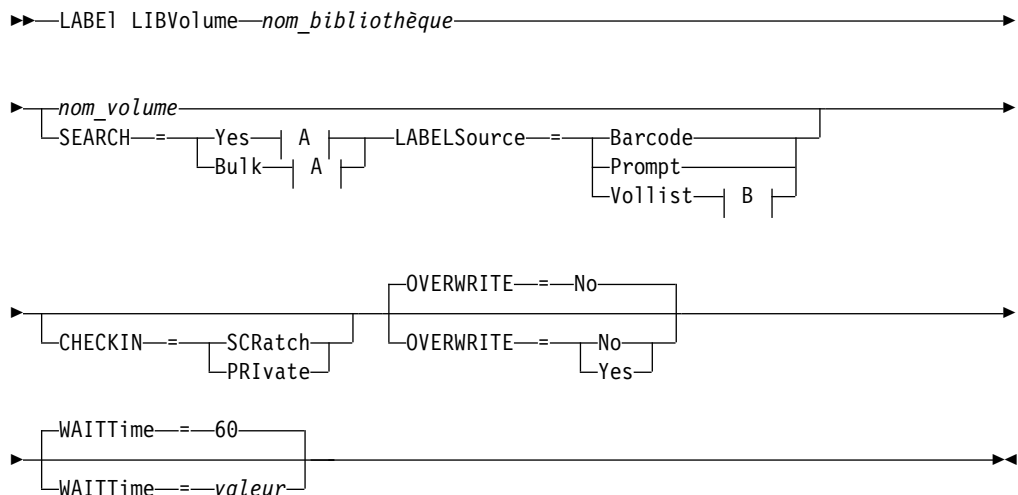 LABEl LIBVolume nom_bibliothèque
nom_volume
SEARCH = Yes A LABELSource = Barcode
Bulk A Prompt
Vollist B
OVERWRITE = No
CHECKIN = SCRatch OVERWRITE = No
PRIvate Yes
WAITTime = 60
WAITTime = valeur